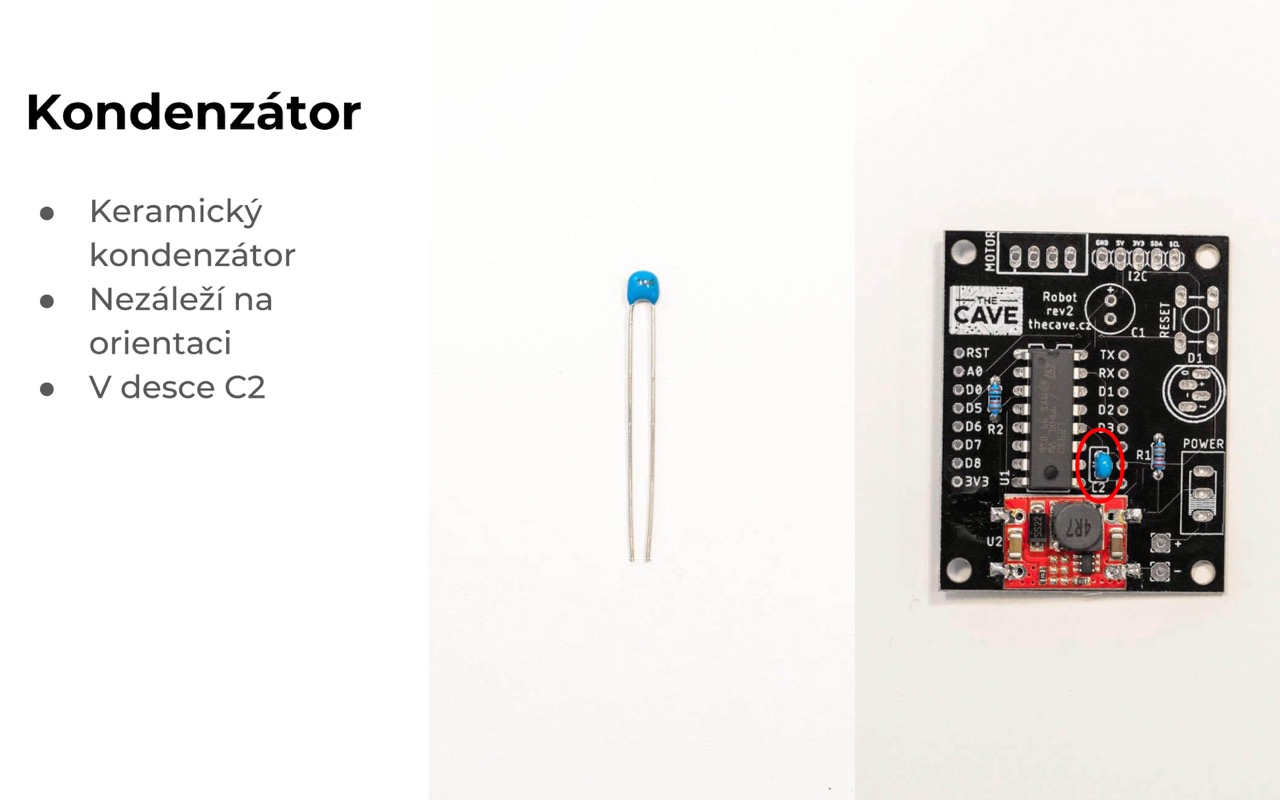 Kondenzátor
● Keramický
kondenzátor
● Nezáleží na
orientaci
● V desce C2
MOTOR
GND 5V 3V3 SDA SCL
I2C
THE
CAVE
Robot
rev2
thecave.cz
C1
RESET
RST
A0
D0
D5
D6
D7
D8
3V3
TX
RX
D1
D2
D3
D1
R2
R1
POWER
U1
C2
U2
SS22
4R7
+
-